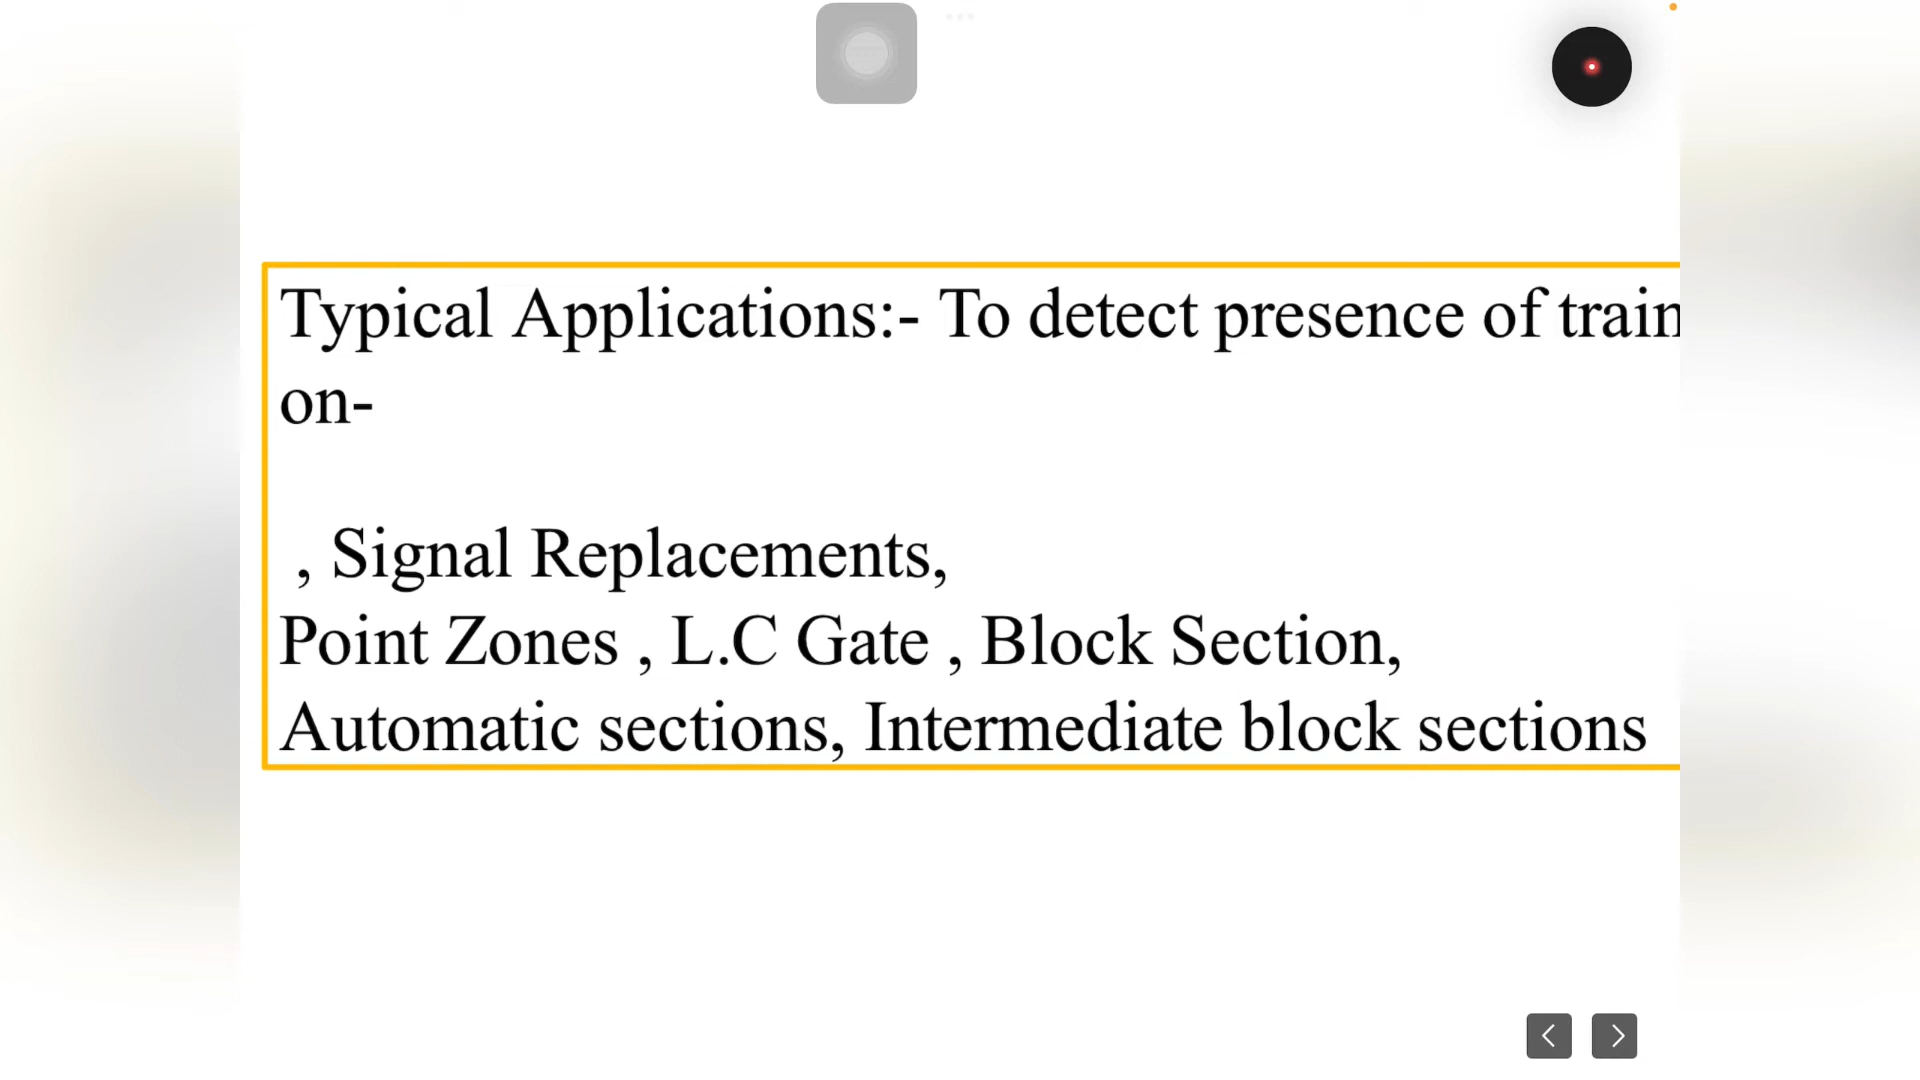 Typical Applications:- To detect presence of train
on-
, Signal Replacements,
Point Zones , L.C Gate , Block Section,
Automatic sections, Intermediate block sections